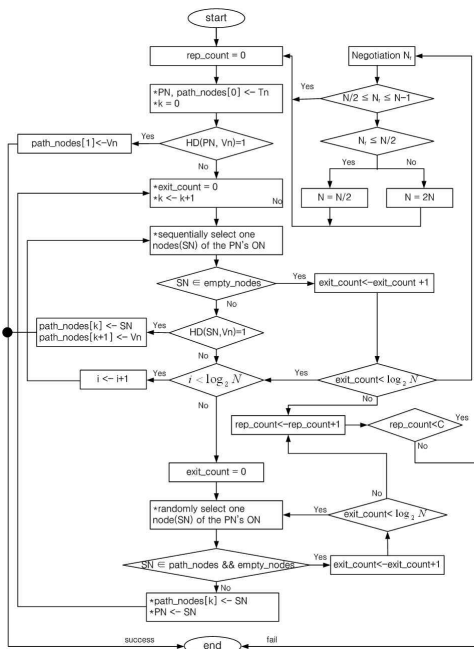 start
rep_count = 0
Negotiation Nt
*PN, path_nodes[0] <- Tn
*k = 0
Yes
N/2 ≤ Nt ≤ N-1
path_nodes[1]<-Vn
Yes
HD(PN, Vn)=1
Nt ≤ N/2
No
Yes
No
*exit_count = 0
*k <- k+1
No
N = N/2
N = 2N
*sequentially select one
nodes(SN) of the PN's ON
SN ∈ empty_nodes
Yes
exit_count<-exit_count +1
No
path_nodes[k] <- SN
path_nodes[k+1] <- Vn
Yes
HD(SN,Vn)=1
No
i <- i+1
Yes
i < log2 N
Yes
exit_count< log2 N
No
No
rep_count<-rep_count+1
rep_count<C
Yes
No
exit_count = 0
No
*randomly select one
node(SN) of the PN's ON
Yes
exit_count< log2 N
SN ∈ path_nodes && empty_nodes
Yes
exit_count<-exit_count+1
No
*path_nodes[k] <- SN
*PN <- SN
success
end
fail